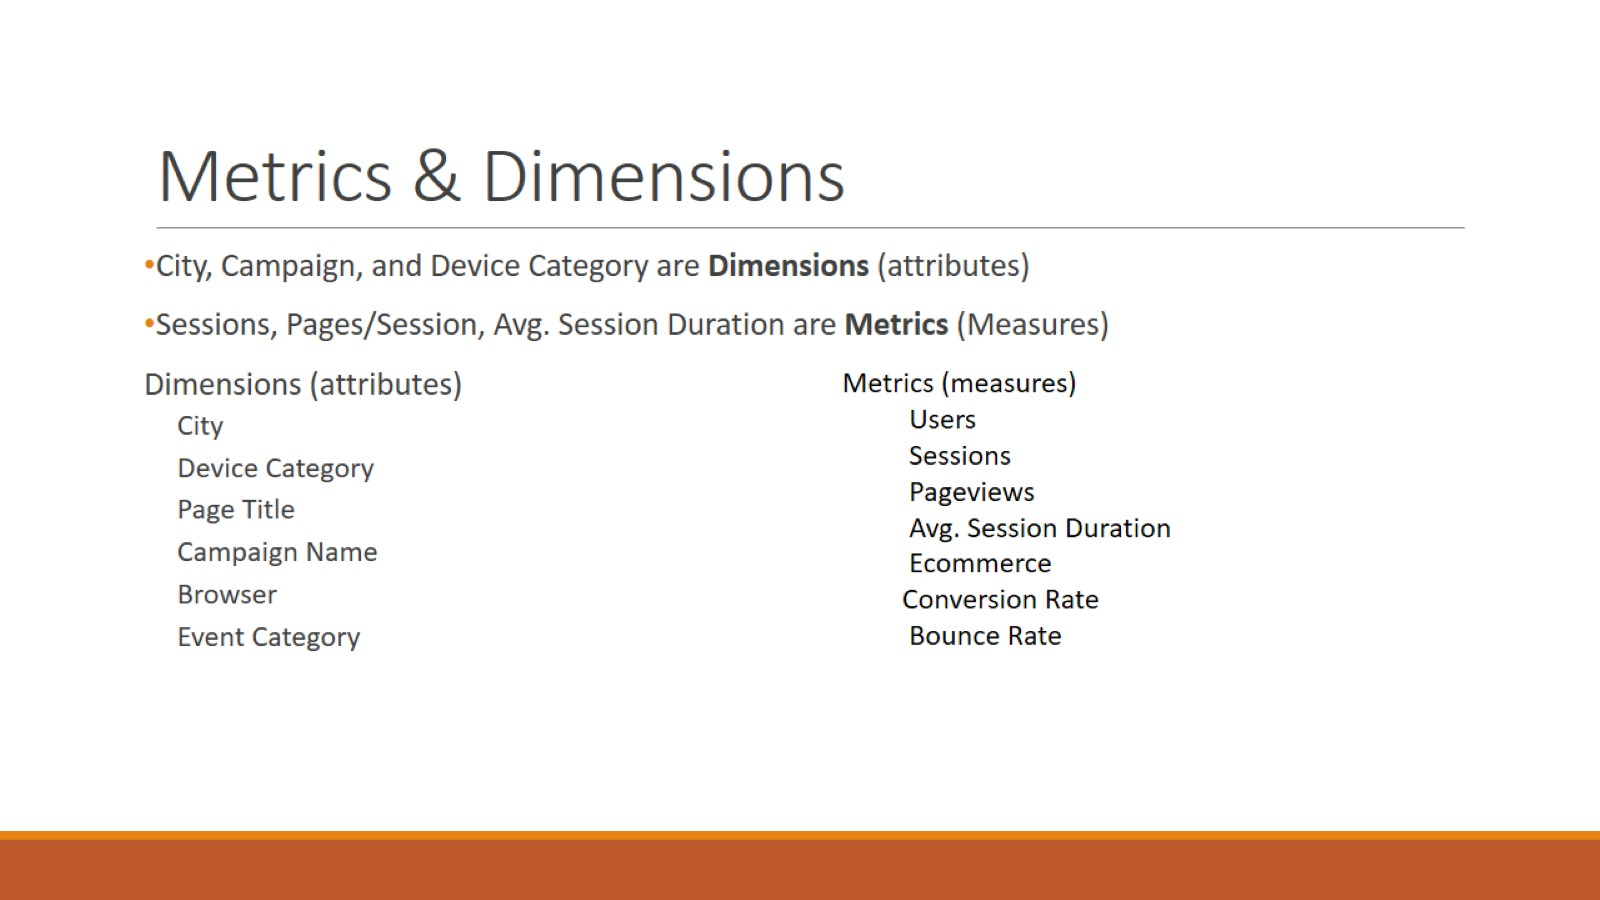 Metrics & Dimensions
•City, Campaign, and Device Category are Dimensions (attributes)
•Sessions, Pages/Session, Avg. Session Duration are Metrics (Measures)
Dimensions (attributes)
City
Device Category
Page Title
Campaign Name
Browser
Event Category
Metrics (measures)
Users
Sessions
Pageviews
Avg. Session Duration
Ecommerce
Conversion Rate
Bounce Rate